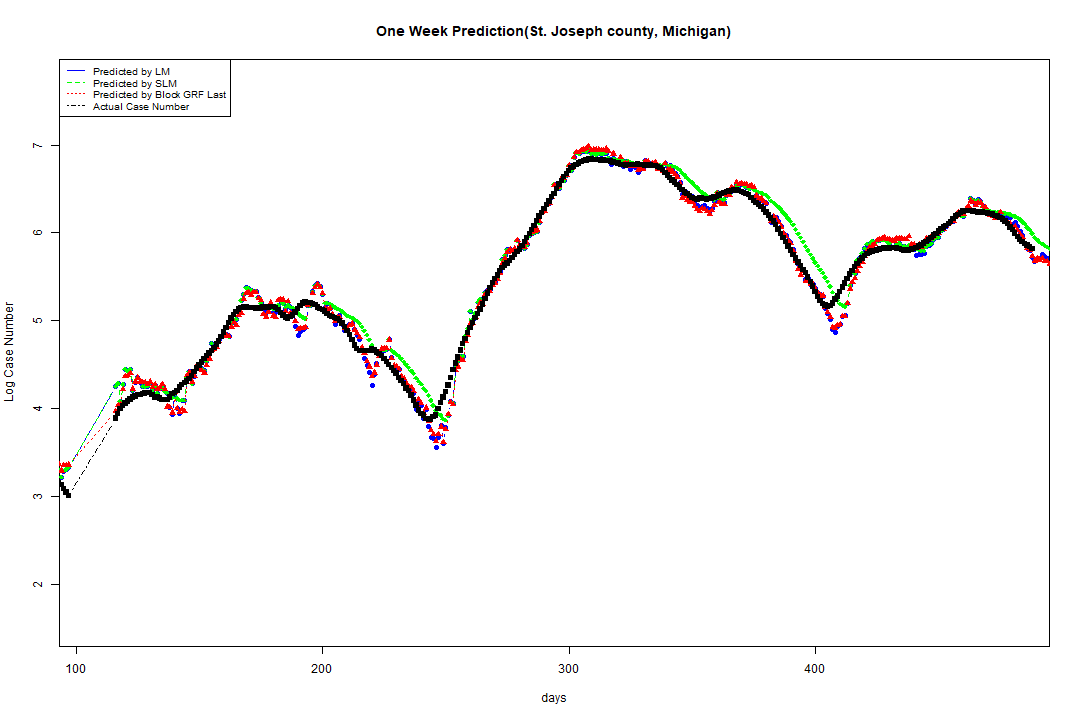 One Week Prediction(St. Joseph county, Michigan)
Predicted by LM
Predicted by SLM
Predicted by Block GRF Last
Actual Case Number
7
6
5
4
3
2
Log Case Number
100 200 300 400
days